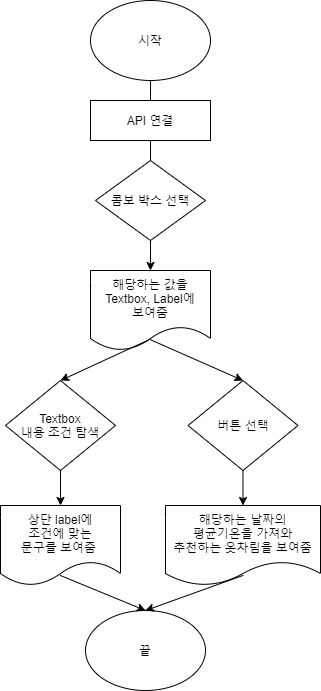 시작
API 연결
콤보 박스 선택
해당하는 값을
Textbox, Label에
보여줌
Textbox
내용 조건 탐색
버튼 선택
상단 label에
조건에 맞는
문구를 보여줌
해당하는 날짜의
평균기온을 가져와
추천하는 옷차림을 보여줌
끝